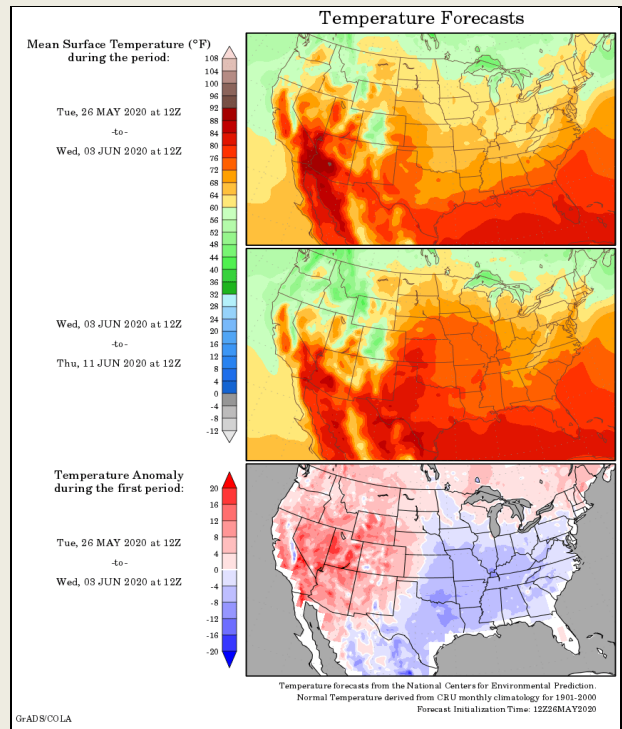 Temperature Forecasts
Mean Surface Temperature (°F)
during the period:
Tue, 26 MAY 2020 at 12Z
-to-
Wed, 03 JUN 2020 at 12Z
108
104
100
96
92
88
84
80
76
72
68
64
60
56
52
48
44
40
36
32
28
24
20
16
12
8
4
0
-4
-8
-12
Wed, 03 JUN 2020 at 12Z
-to-
Thu, 11 JUN 2020 at 12Z
Temperature Anomaly
during the first period:
Tue, 26 MAY 2020 at 12Z
-to-
Wed, 03 JUN 2020 at 12Z
20
16
12
8
4
0
-4
-8
-12
-16
-20
Temperature forecasts from the National Centers for Environmental Prediction.
Normal Temperature derived from CRU monthly climatology for 1901-2000
Forecast Initialization Time: 12Z26MAY2020
GrADS/COLA